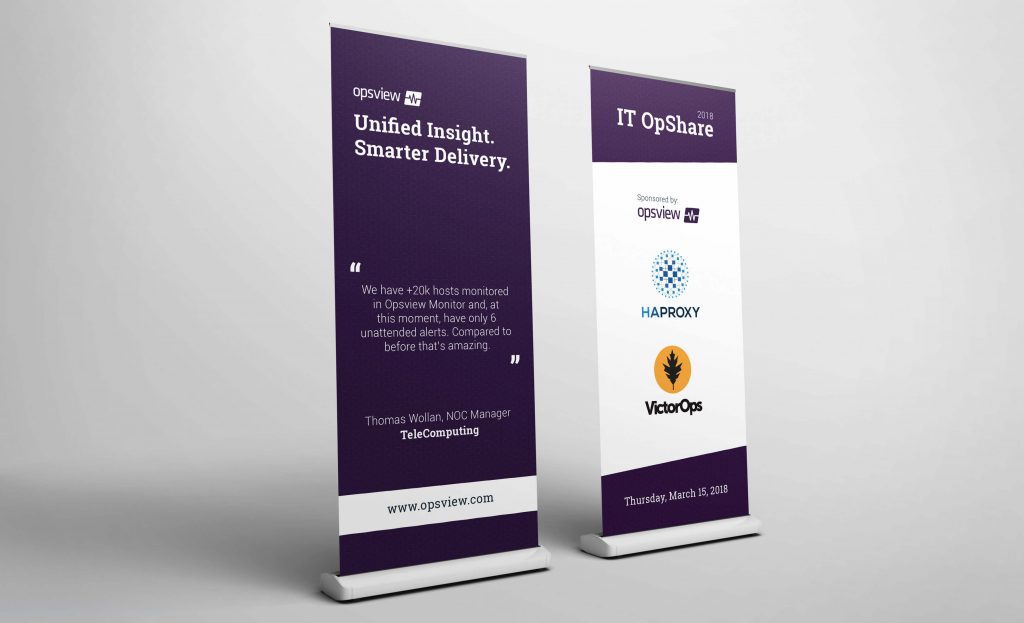 opsview
Unified Insight.
Smarter Delivery.
“
We have +20k hosts monitored
in Opsview Monitor and, at
this moment, have only 6
unattended alerts. Compared to
before that's amazing.
”
Thomas Wollan, NOC Manager
TeleComputing
www.opsview.com
2018
IT OpShare
Sponsored by:
opsview
HAPROXY
VictorOps
Thursday, March 15, 2018